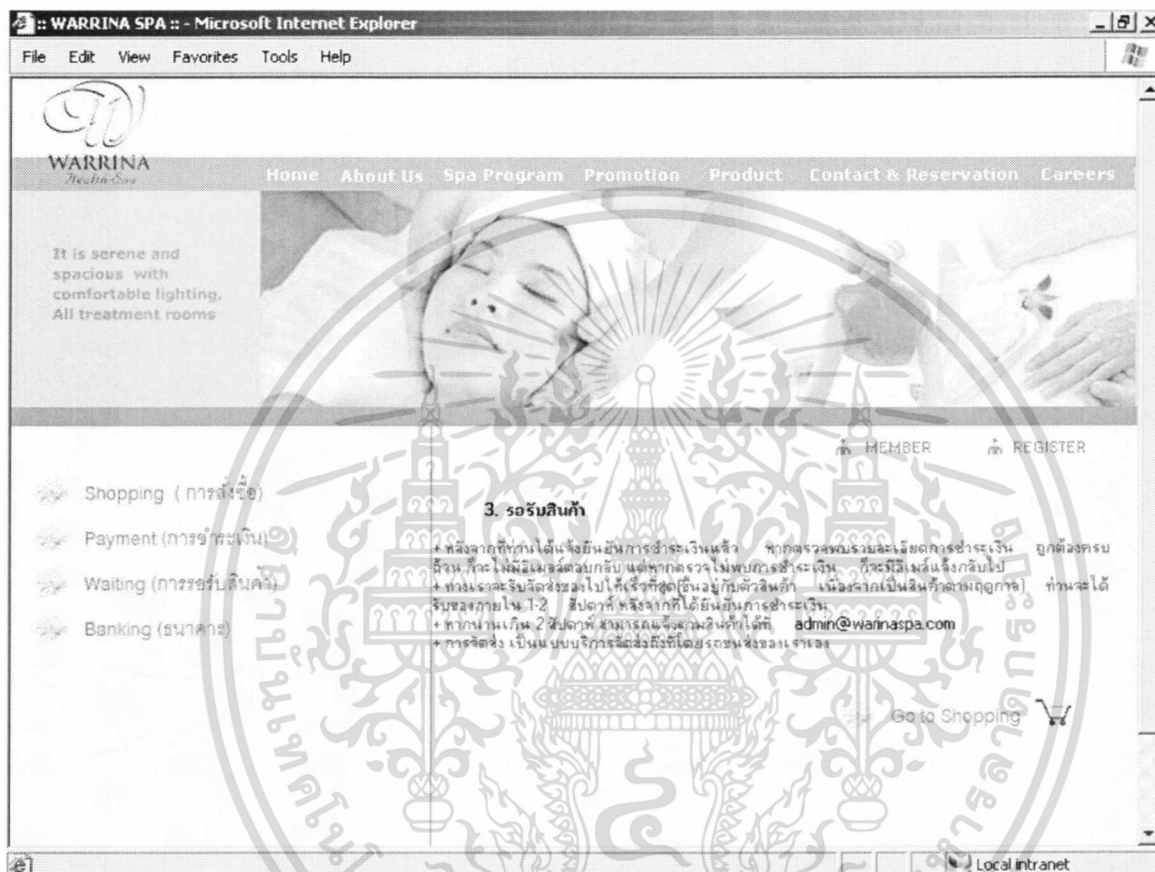 :: WARRINA SPA :: - Microsoft Internet Explorer
File Edit View Favorites Tools Help
WARRINA
Health Spa
Home About Us Spa Program Promotion Product Contact & Reservation Careers
It is serene and
spacious with
comfortable lighting,
All treatment rooms
MEMBER REGISTER
Shopping ( การสั่งซื้อ)
Payment (การชำระเงิน)
Waiting (การรอรับสินค้า)
Banking (ธนาคาร)
3. รอรับสินค้า
+ หลังจากที่ท่านได้แจ้งยืนยันการชำระเงินแล้ว หากตรวจพบรายละเอียดการชำระเงิน ถูกต้องครบ
ถ้วน ก็จะไม่มีอีเมลล์ตอบกลับ แต่หากตรวจไม่พบการชำระเงิน ก็จะมีอีเมล์แจ้งกลับไป
+ ทางเราจะรีบจัดส่งของไปให้เร็วที่สุด(ขึ้นอยู่กับตัวสินค้า เนื่องจากเป็นสินค้าตามฤดูกาล) ท่านจะได้
รับของภายใน 1-2 สัปดาห์ หลังจากที่ได้ยืนยันการชำระเงิน
+ หากนานเกิน 2 สัปดาห์ สามารถแจ้งตามสินค้าได้ที่ admin@warinaspa.com
+ การจัดส่ง เป็นแบบบริการจัดส่งถึงที่โดยรถขนส่งของเราเอง
Go to Shopping
Local intranet